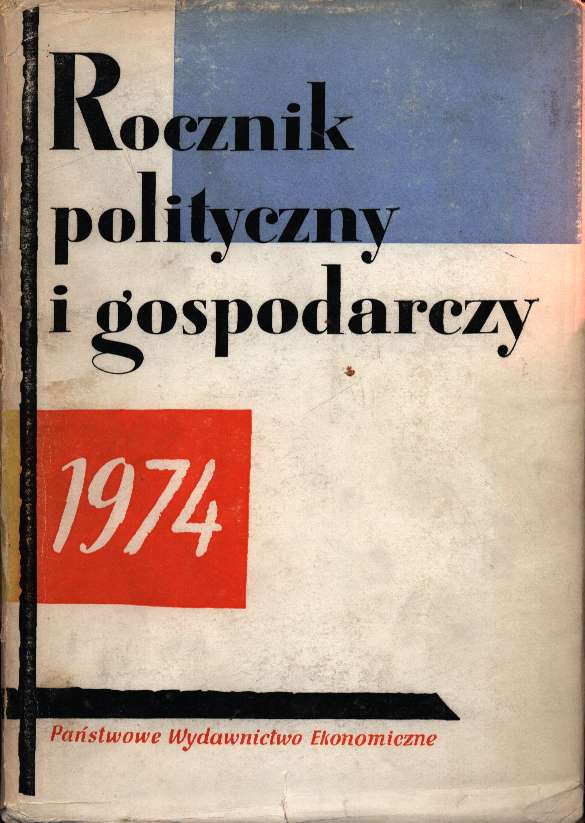 Rocznik
polityczny
i gospodarczy
1974
Państwowe Wydawnictwo Ekonomiczne